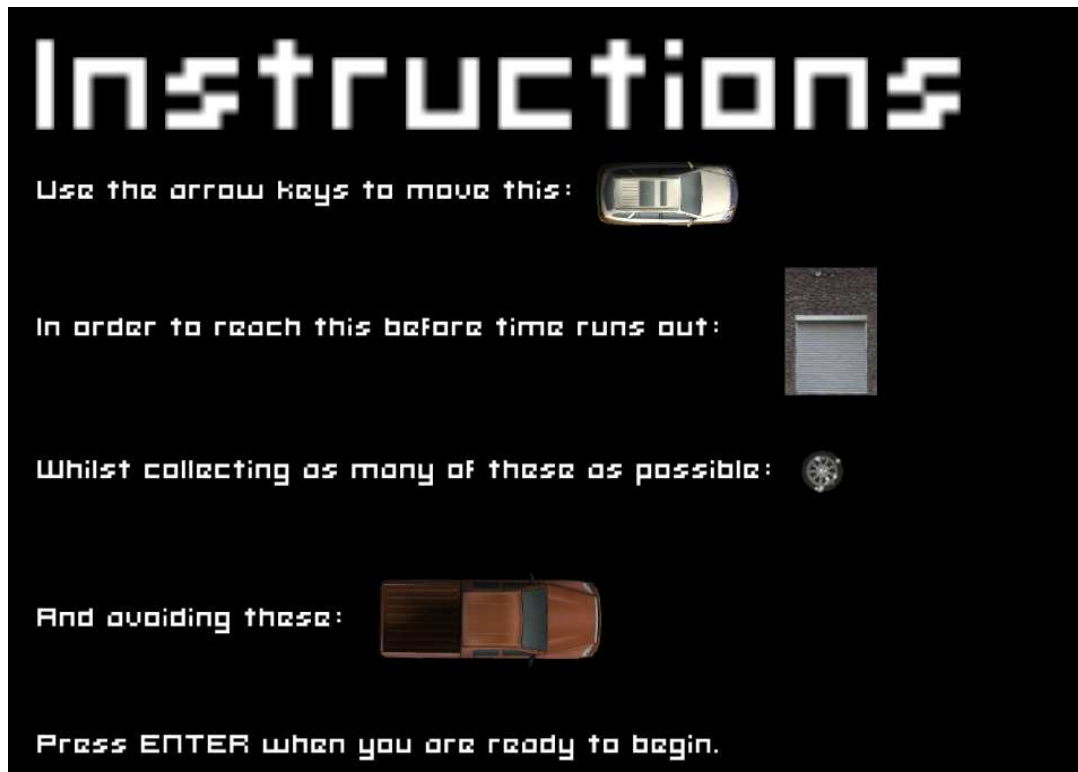 Instructions
Use the arrow keys to move this:
In order to reach this before time runs out:
Whilst collecting as many of these as possible:
And avoiding these:
Press ENTER when you are ready to begin.